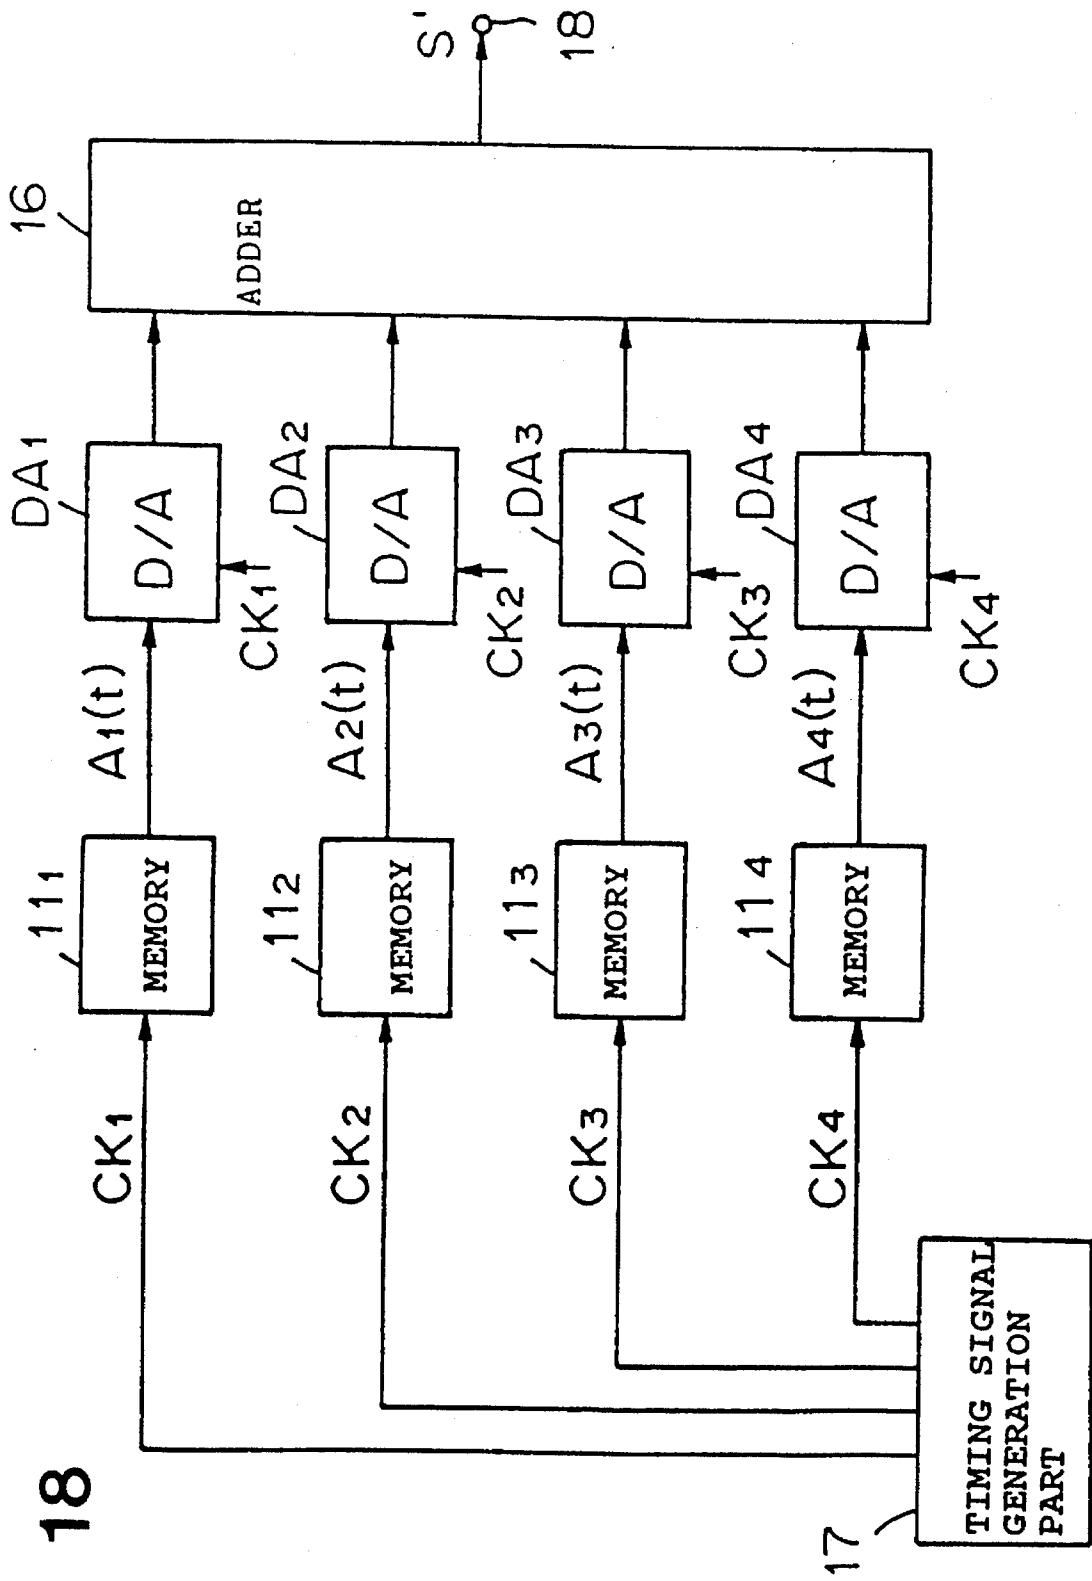 18
17
TIMING SIGNAL
GENERATION
PART
CK1
CK2
CK3
CK4
111
MEMORY
112
MEMORY
113
MEMORY
114
MEMORY
A1(t)
A2(t)
A3(t)
A4(t)
DA1
D/A
CK1
DA2
D/A
CK2
DA3
D/A
CK3
DA4
D/A
CK4
16
ADDER
S'
18